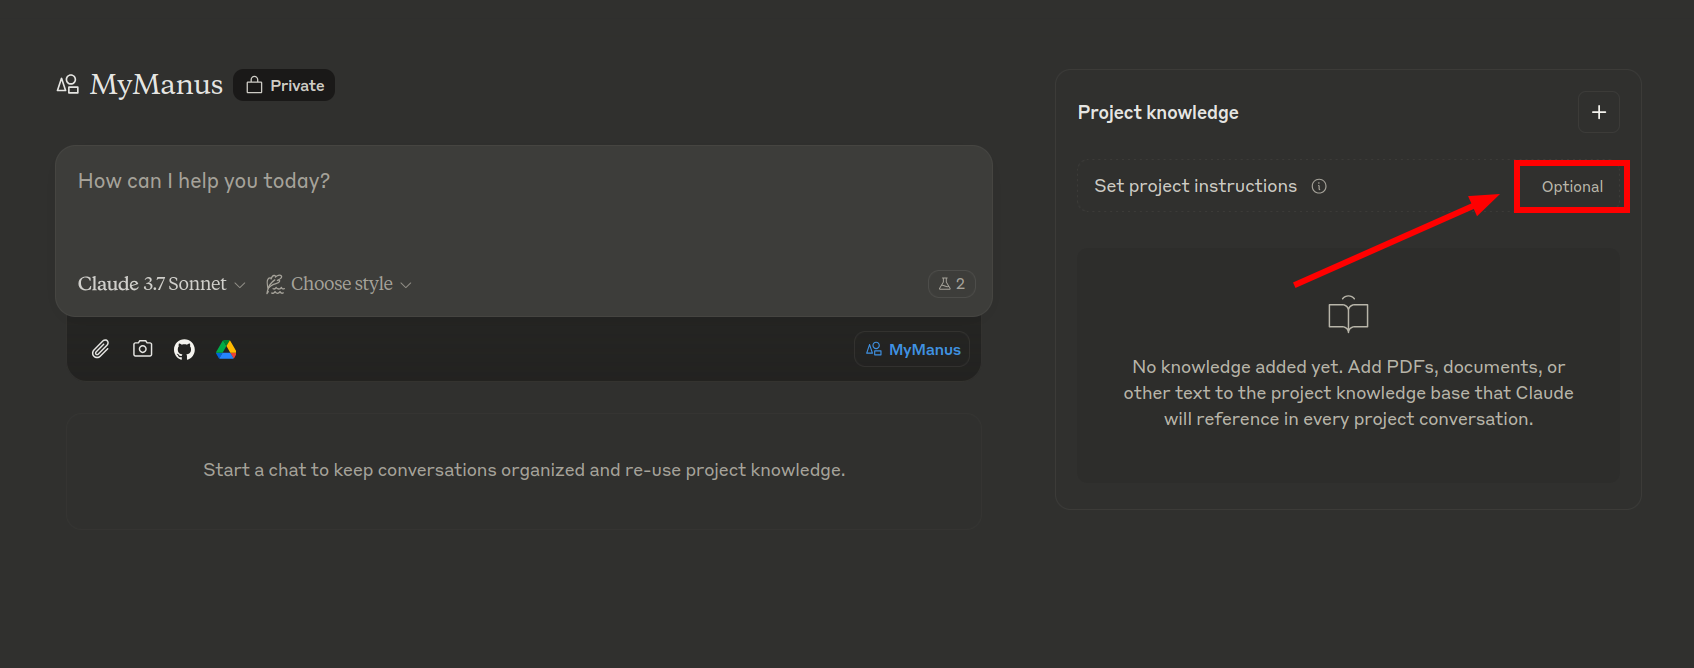 MyManus
Private
How can I help you today?
Claude 3.7 Sonnet
Choose style
2
MyManus
Start a chat to keep conversations organized and re-use project knowledge.
Project knowledge
Set project instructions
Optional
No knowledge added yet. Add PDFs, documents, or
other text to the project knowledge base that Claude
will reference in every project conversation.